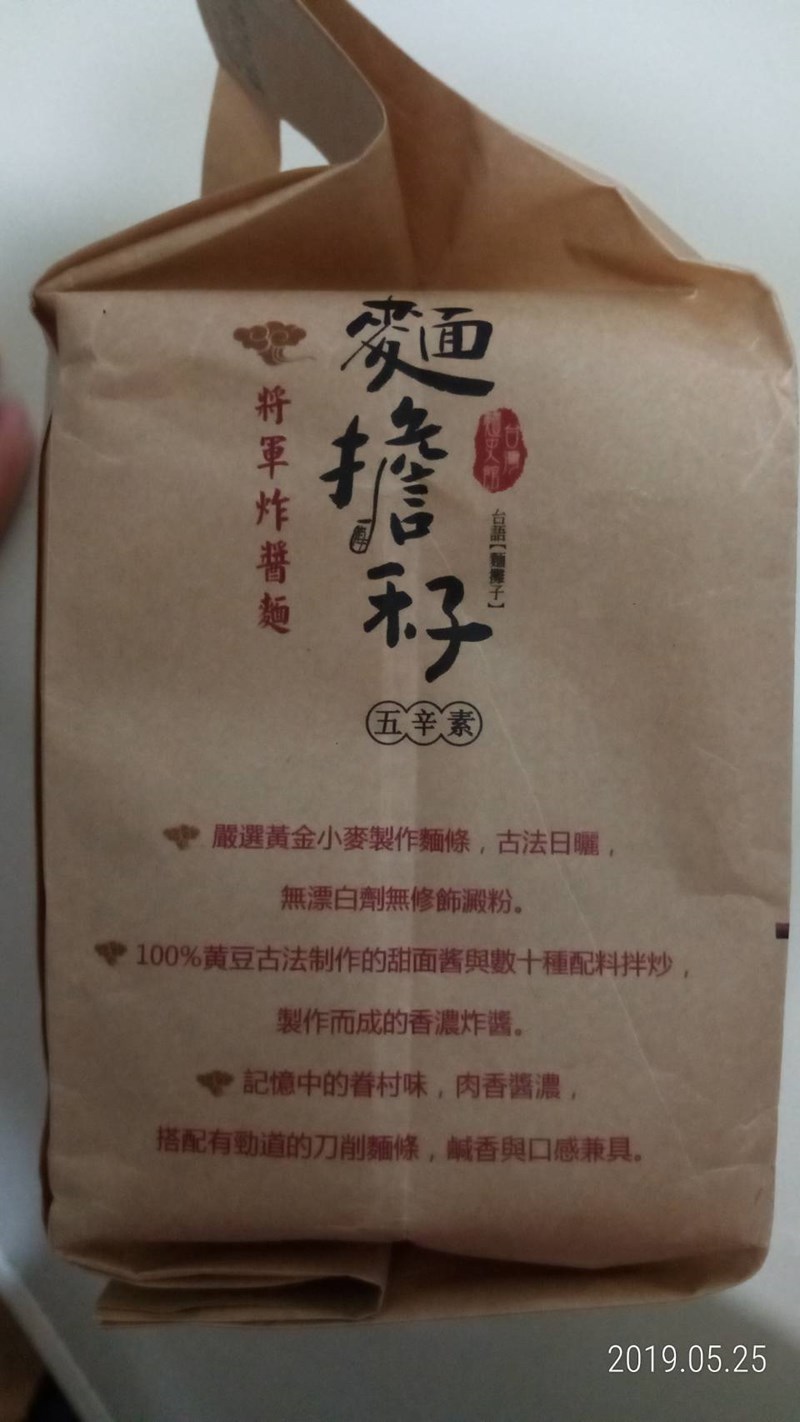 麵
擔
籽
將軍炸醬麵
台灣
台語【麵攤子】
五辛素
嚴選黃金小麥製作麵條，古法日曬，
無漂白劑無修飾澱粉。
100%黃豆古法制作的甜面酱與數十種配料拌炒，
製作而成的香濃炸醬。
記憶中的眷村味，肉香醬濃，
搭配有勁道的刀削麵條，鹹香與口感兼具。
2019.05.25